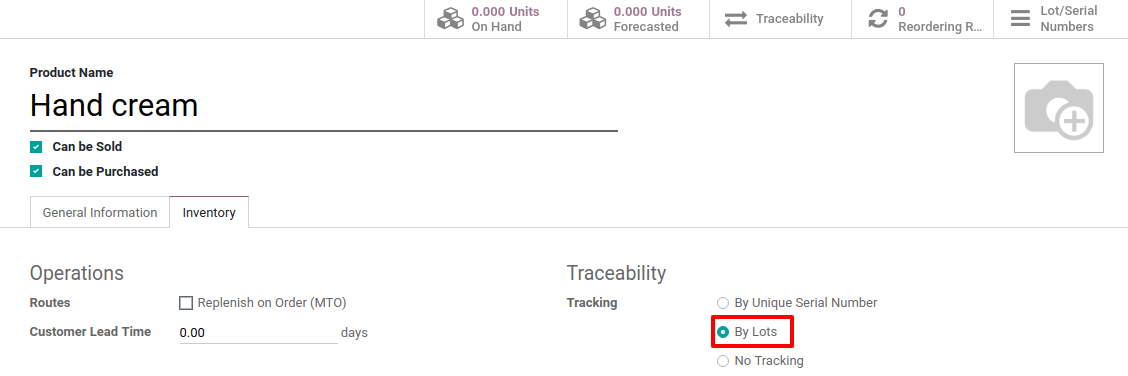 0.000 Units
On Hand
0.000 Units
Forecasted
Traceability
0
Reordering R...
Lot/Serial
Numbers
Product Name
Hand cream
Can be Sold
Can be Purchased
General Information
Inventory
Operations
Routes
Replenish on Order (MTO)
Customer Lead Time
0.00
days
Traceability
Tracking
By Unique Serial Number
By Lots
No Tracking